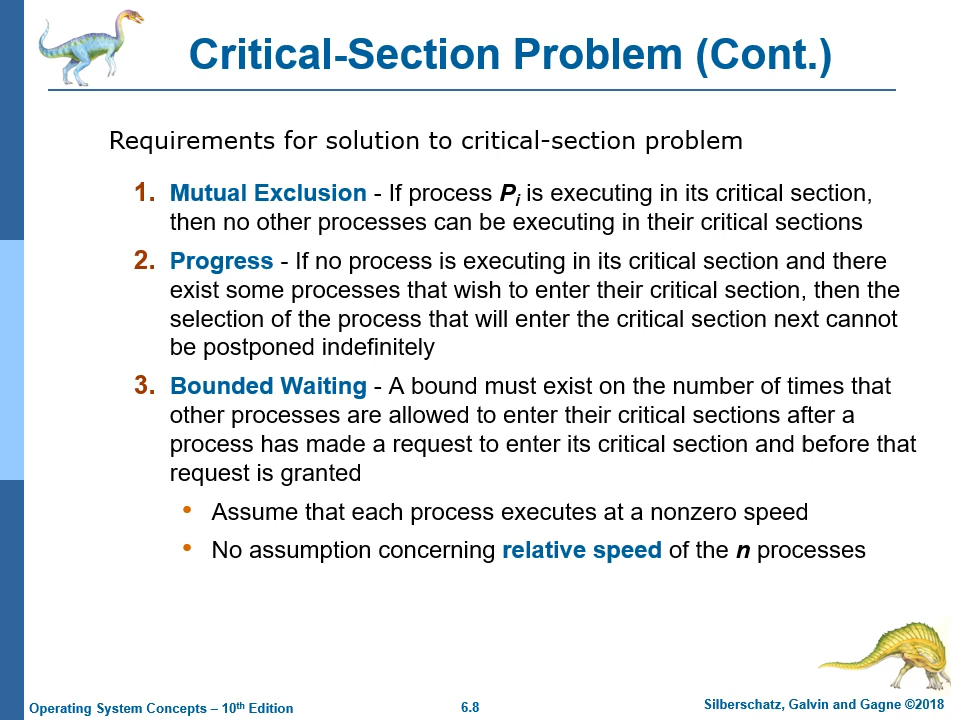 Critical-Section Problem (Cont.)
Requirements for solution to critical-section problem
1. Mutual Exclusion - If process Pi is executing in its critical section,
then no other processes can be executing in their critical sections
2. Progress - If no process is executing in its critical section and there
exist some processes that wish to enter their critical section, then the
selection of the process that will enter the critical section next cannot
be postponed indefinitely
3. Bounded Waiting - A bound must exist on the number of times that
other processes are allowed to enter their critical sections after a
process has made a request to enter its critical section and before that
request is granted
• Assume that each process executes at a nonzero speed
• No assumption concerning relative speed of the n processes
Operating System Concepts – 10th Edition
6.8
Silberschatz, Galvin and Gagne ©2018